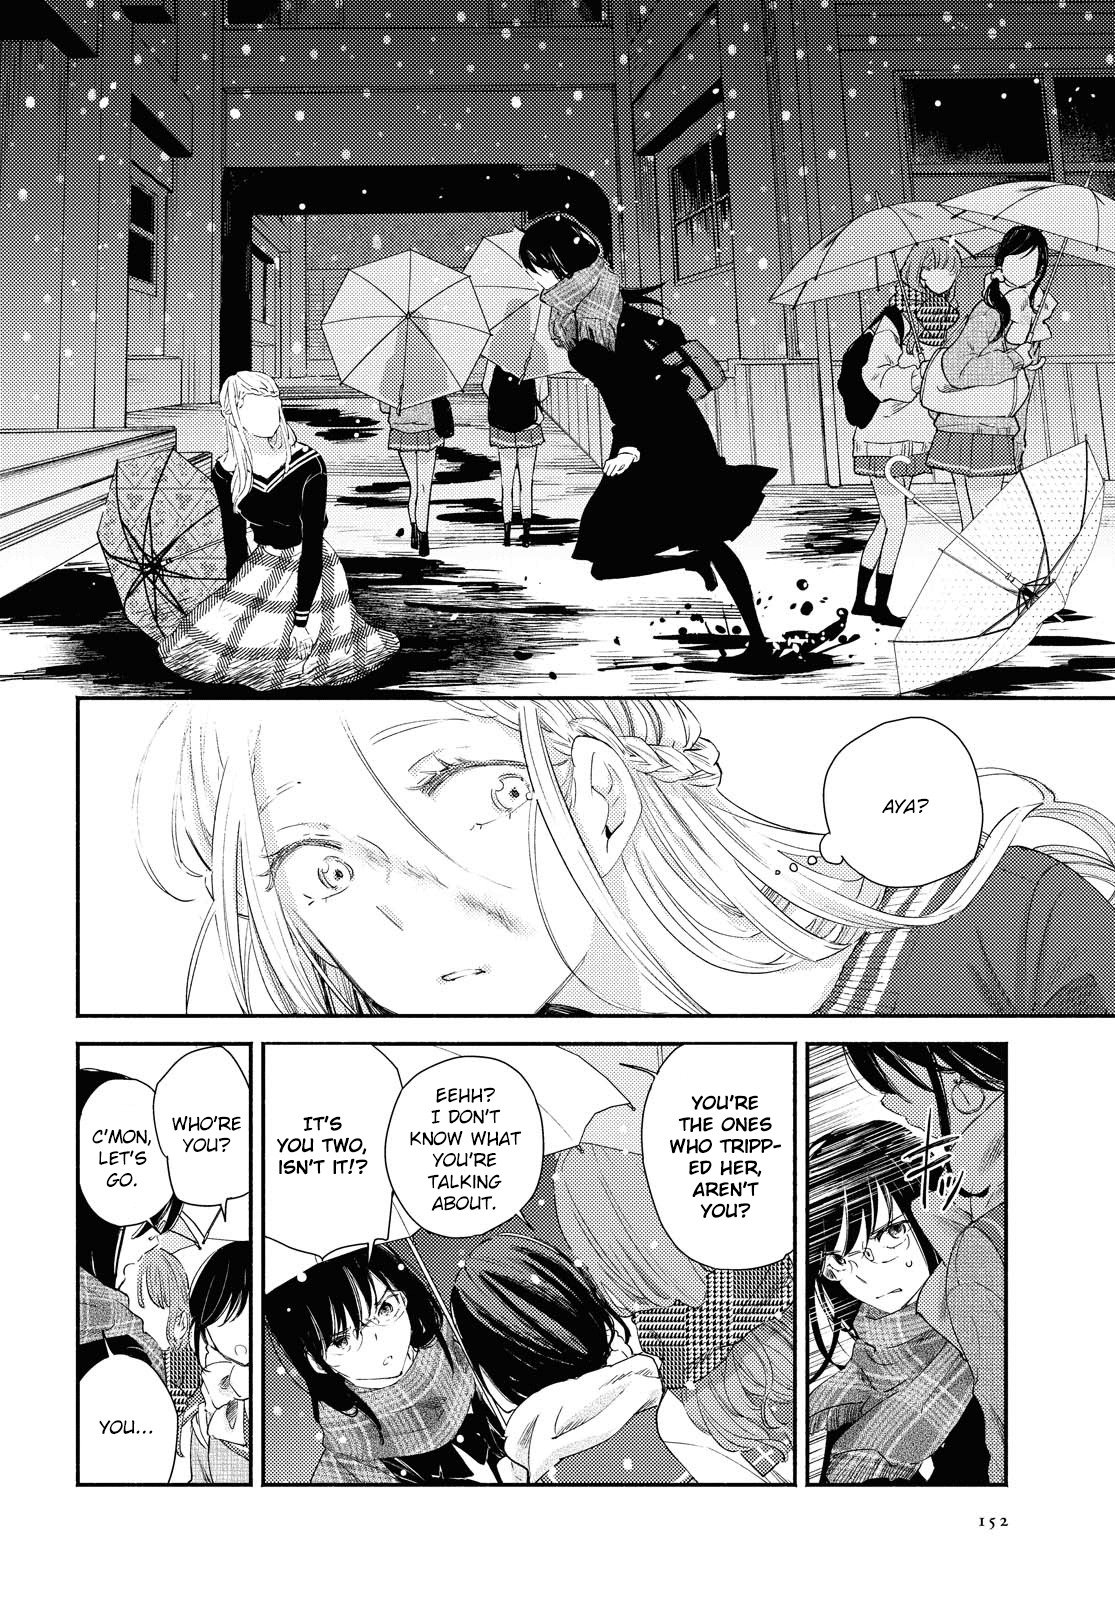 AYA?
YOU'RE
THE ONES
WHO TRIPP-
ED HER,
AREN'T
YOU?
EEHH?
I DON'T
KNOW WHAT
YOU'RE
TALKING
ABOUT.
IT'S
YOU TWO,
ISN'T IT!?
WHO'RE
YOU?
C'MON,
LET'S
GO.
YOU...
152